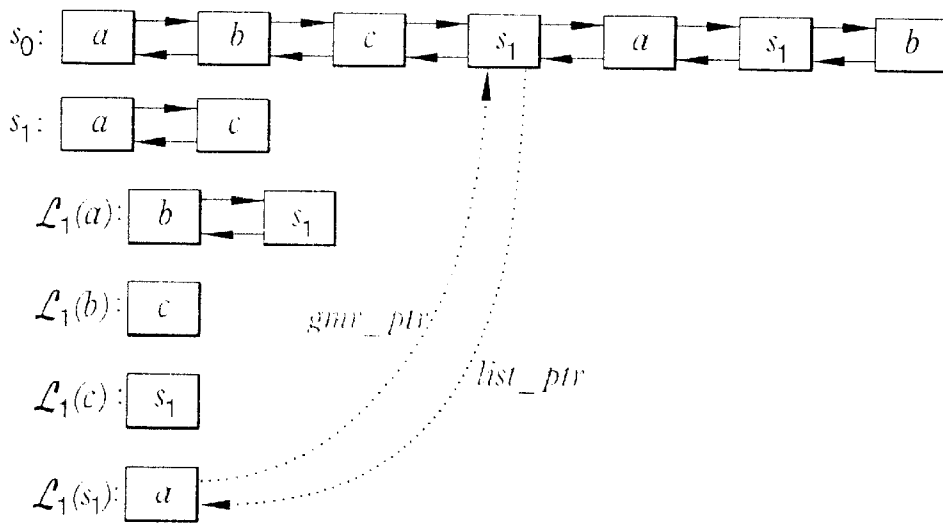 s₀: a b c s₁ a s₁ b
s₁: a c
ℒ₁(a): b s₁
ℒ₁(b): c
gmr_ptr
ℒ₁(c): s₁
list_ptr
ℒ₁(s₁): a